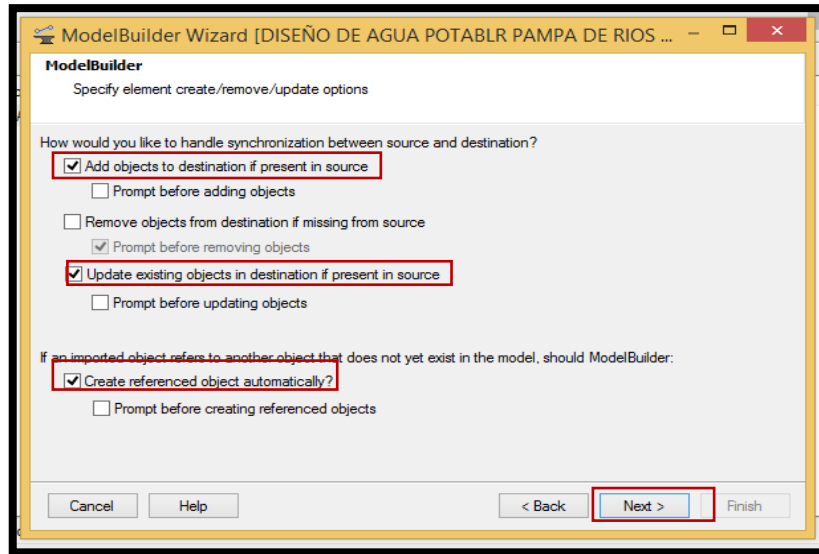 ModelBuilder Wizard [DISEÑO DE AGUA POTABLR PAMPA DE RIOS ...
ModelBuilder
Specify element create/remove/update options
How would you like to handle synchronization between source and destination?
Add objects to destination if present in source
Prompt before adding objects
Remove objects from destination if missing from source
Prompt before removing objects
Update existing objects in destination if present in source
Prompt before updating objects
If an imported object refers to another object that does not yet exist in the model, should ModelBuilder:
Create referenced object automatically?
Prompt before creating referenced objects
Cancel Help < Back Next > Finish